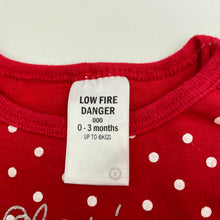 LOW FIRE
DANGER
000
0 - 3 months
UP TO 6KGS